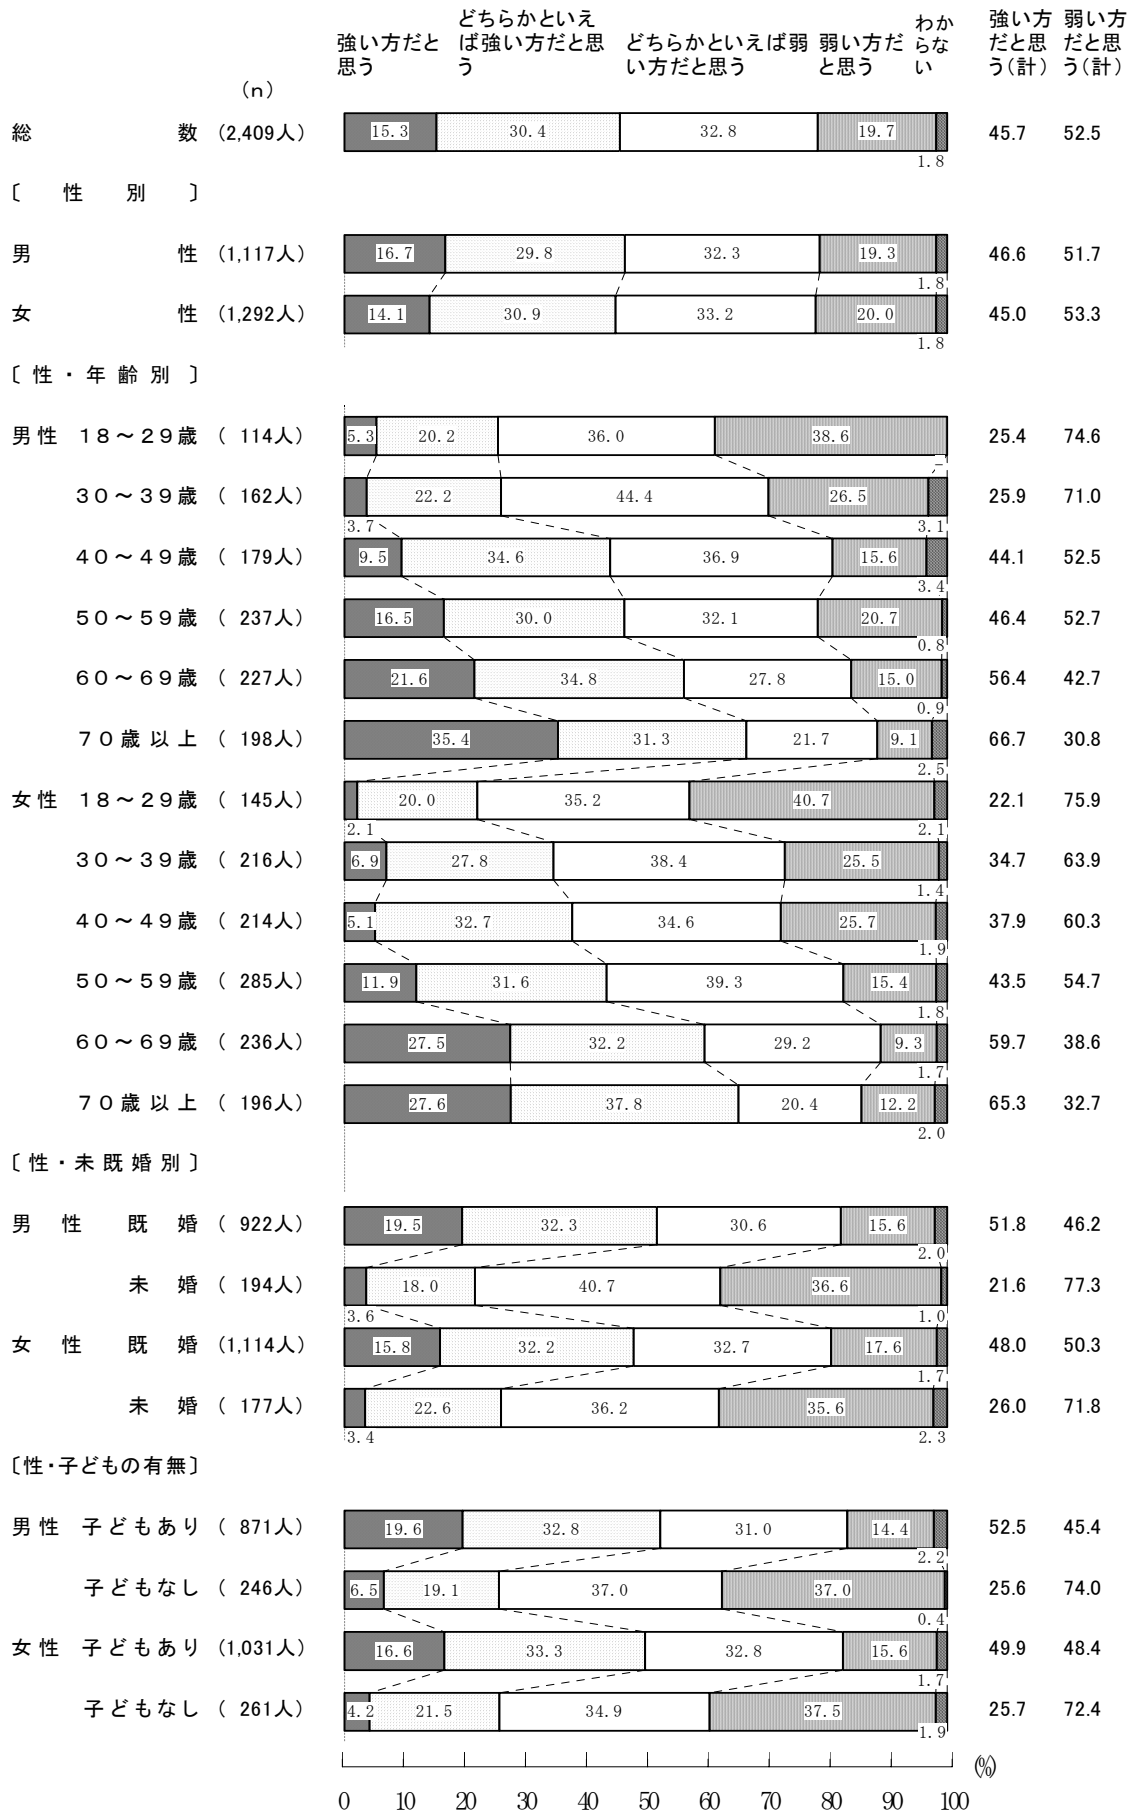 強い方だと
思う
どちらかといえ
ば強い方だと思
う
どちらかといえば弱
い方だと思う
弱い方だ
と思う
わか
らな
い
強い方
だと思
う(計)
弱い方
だと思
う(計)
(n)
総 数 (2,409人) 15.3 30.4 32.8 19.7 1.8 45.7 52.5
〔 性 別 〕
男 性 (1,117人) 16.7 29.8 32.3 19.3 1.8 46.6 51.7
女 性 (1,292人) 14.1 30.9 33.2 20.0 1.8 45.0 53.3
〔 性・年 齢 別 〕
男性 18～29歳 ( 114人) 5.3 20.2 36.0 38.6 - 25.4 74.6
30～39歳 ( 162人) 3.7 22.2 44.4 26.5 3.1 25.9 71.0
40～49歳 ( 179人) 9.5 34.6 36.9 15.6 3.4 44.1 52.5
50～59歳 ( 237人) 16.5 30.0 32.1 20.7 0.8 46.4 52.7
60～69歳 ( 227人) 21.6 34.8 27.8 15.0 0.9 56.4 42.7
70歳以上 ( 198人) 35.4 31.3 21.7 9.1 2.5 66.7 30.8
女性 18～29歳 ( 145人) 2.1 20.0 35.2 40.7 2.1 22.1 75.9
30～39歳 ( 216人) 6.9 27.8 38.4 25.5 1.4 34.7 63.9
40～49歳 ( 214人) 5.1 32.7 34.6 25.7 1.9 37.9 60.3
50～59歳 ( 285人) 11.9 31.6 39.3 15.4 1.8 43.5 54.7
60～69歳 ( 236人) 27.5 32.2 29.2 9.3 1.7 59.7 38.6
70歳以上 ( 196人) 27.6 37.8 20.4 12.2 2.0 65.3 32.7
〔 性・未 既 婚 別 〕
男 性 既 婚 ( 922人) 19.5 32.3 30.6 15.6 2.0 51.8 46.2
未 婚 ( 194人) 3.6 18.0 40.7 36.6 1.0 21.6 77.3
女 性 既 婚 (1,114人) 15.8 32.2 32.7 17.6 1.7 48.0 50.3
未 婚 ( 177人) 3.4 22.6 36.2 35.6 2.3 26.0 71.8
〔性・子どもの有無〕
男性 子どもあり ( 871人) 19.6 32.8 31.0 14.4 2.2 52.5 45.4
子どもなし ( 246人) 6.5 19.1 37.0 37.0 0.4 25.6 74.0
女性 子どもあり (1,031人) 16.6 33.3 32.8 15.6 1.7 49.9 48.4
子どもなし ( 261人) 4.2 21.5 34.9 37.5 1.9 25.7 72.4
(%)
0 10 20 30 40 50 60 70 80 90 100